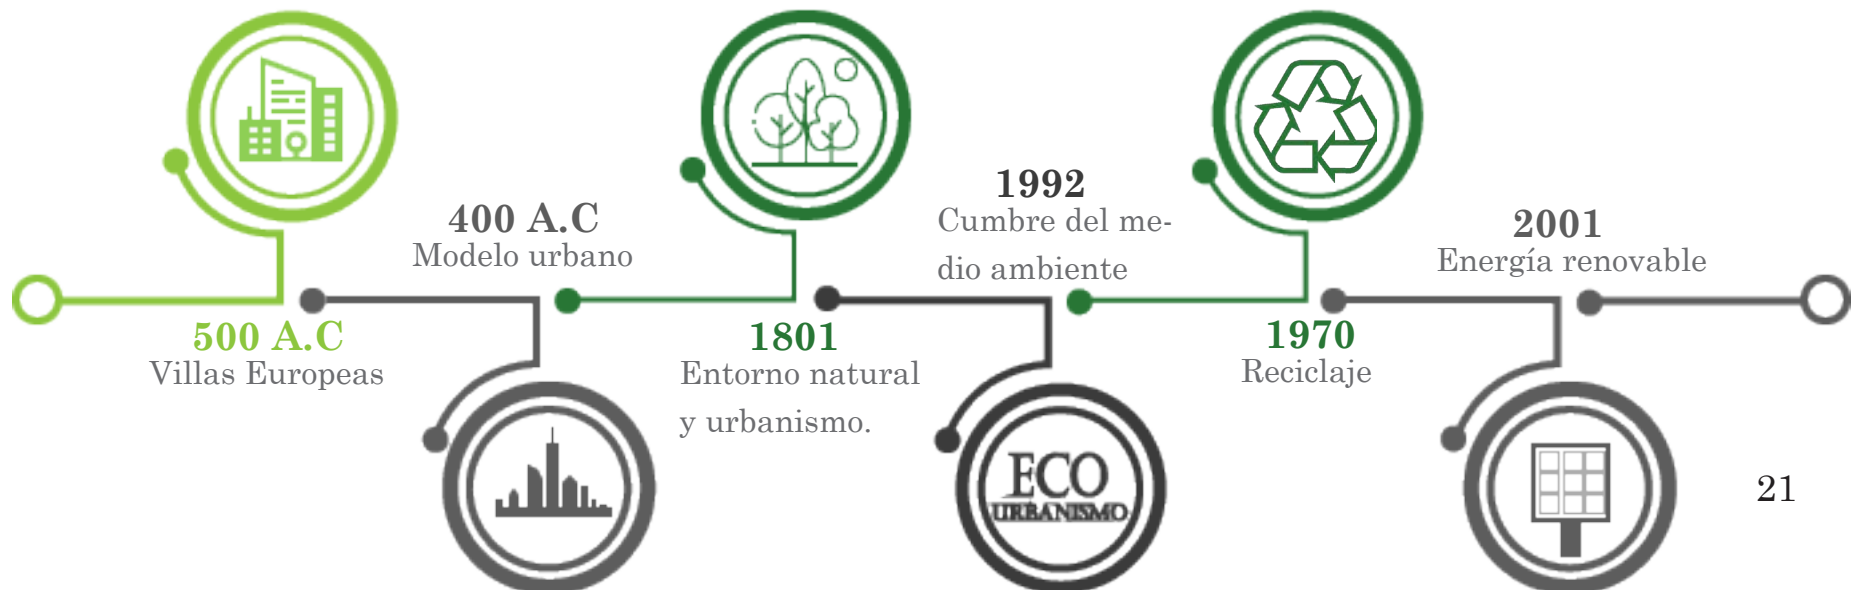 500 A.C
Villas Europeas
400 A.C
Modelo urbano
1801
Entorno natural
y urbanismo.
1992
Cumbre del me-
dio ambiente
ECO
URBANISMO
1970
Reciclaje
2001
Energía renovable
21